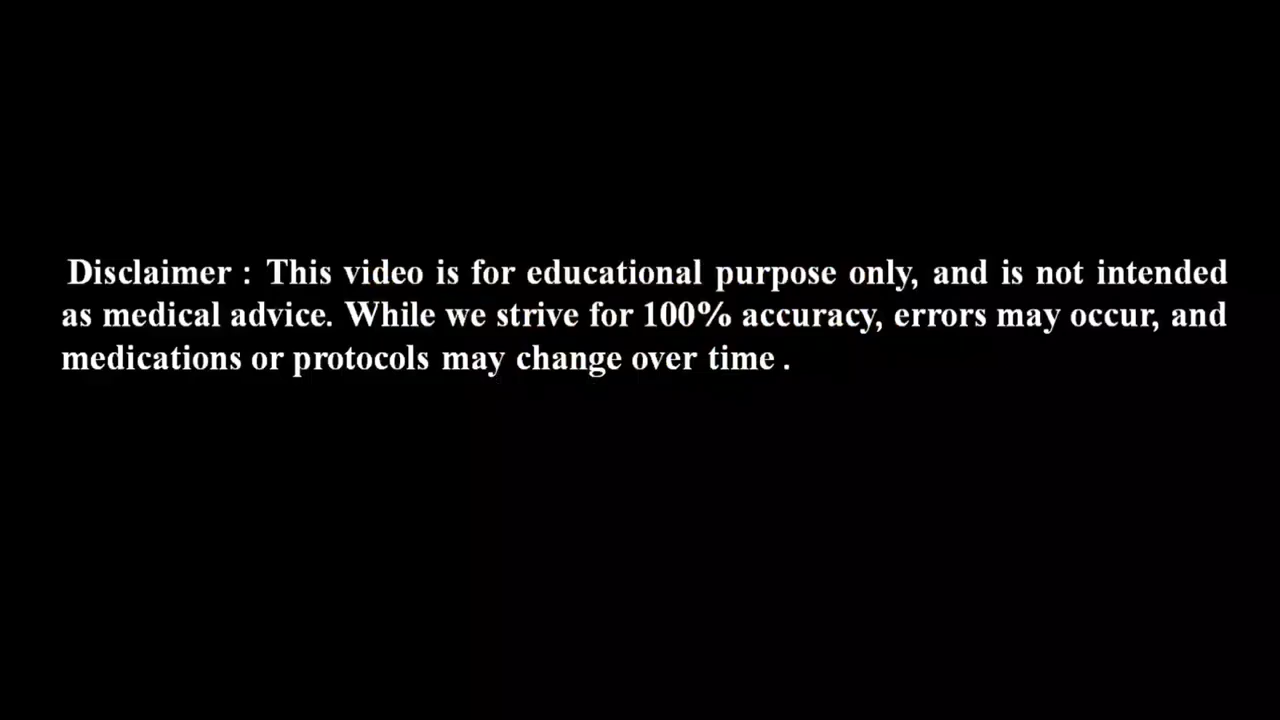 Disclaimer : This video is for educational purpose only, and is not intended
as medical advice. While we strive for 100% accuracy, errors may occur, and
medications or protocols may change over time .